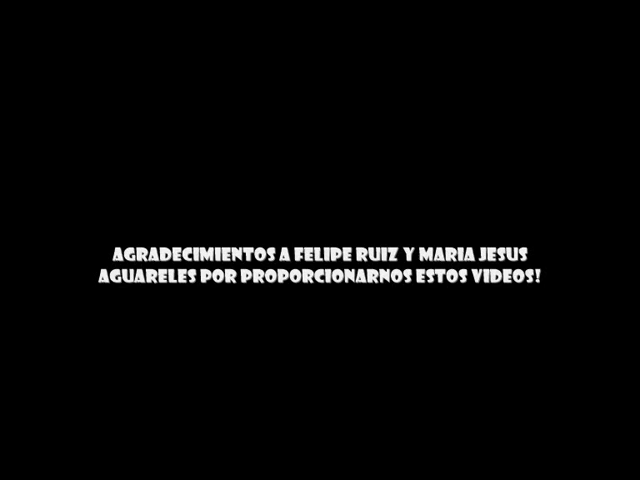 AGRADECIMIENTOS A FELIPE RUIZ Y MARIA JESUS
AGUARELES POR PROPORCIONARNOS ESTOS VIDEOS!